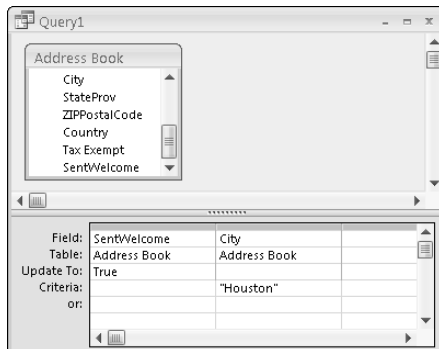 Query1
Address Book
City
StateProv
ZIPPostalCode
Country
Tax Exempt
SentWelcome
Field: SentWelcome City
Table: Address Book Address Book
Update To: True
Criteria: "Houston"
or: